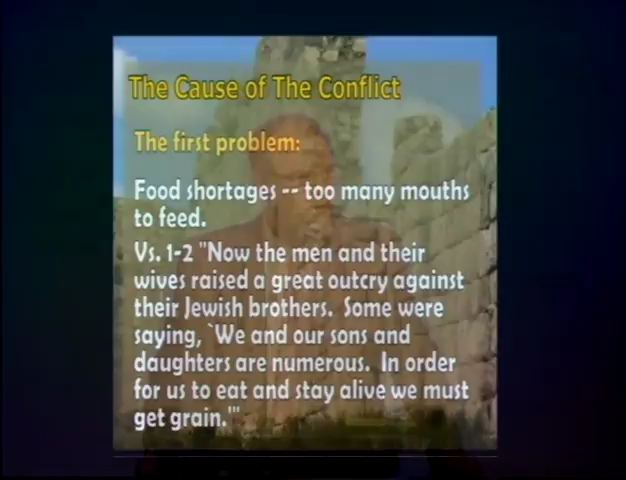 The Cause of The Conflict
The first problem:
Food shortages -- too many mouths
to feed.
Vs. 1-2 "Now the men and their
wives raised a great outcry against
their Jewish brothers.  Some were
saying, `We and our sons and
daughters are numerous.  In order
for us to eat and stay alive we must
get grain.'"